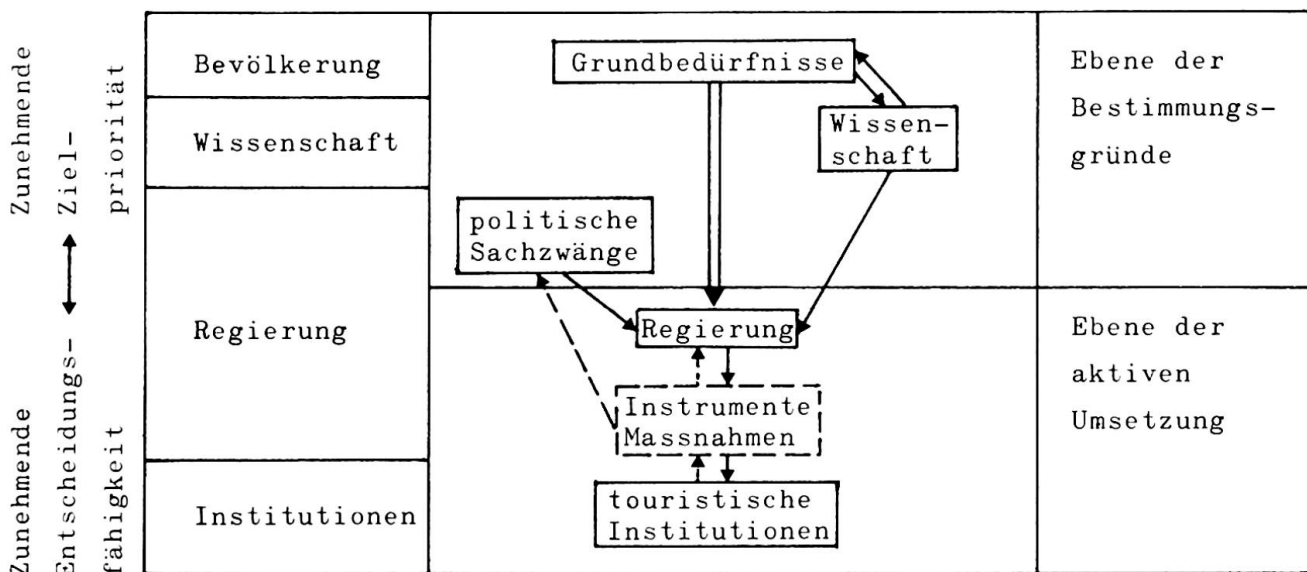 Zunehmende
Ziel-
priorität
Zunehmende
Entscheidungs-
fähigkeit
Bevölkerung
Wissenschaft
Regierung
Institutionen
Grundbedürfnisse
Wissen-
schaft
politische
Sachzwänge
Regierung
Instrumente
Massnahmen
touristische
Institutionen
Ebene der
Bestimmungs-
gründe
Ebene der
aktiven
Umsetzung